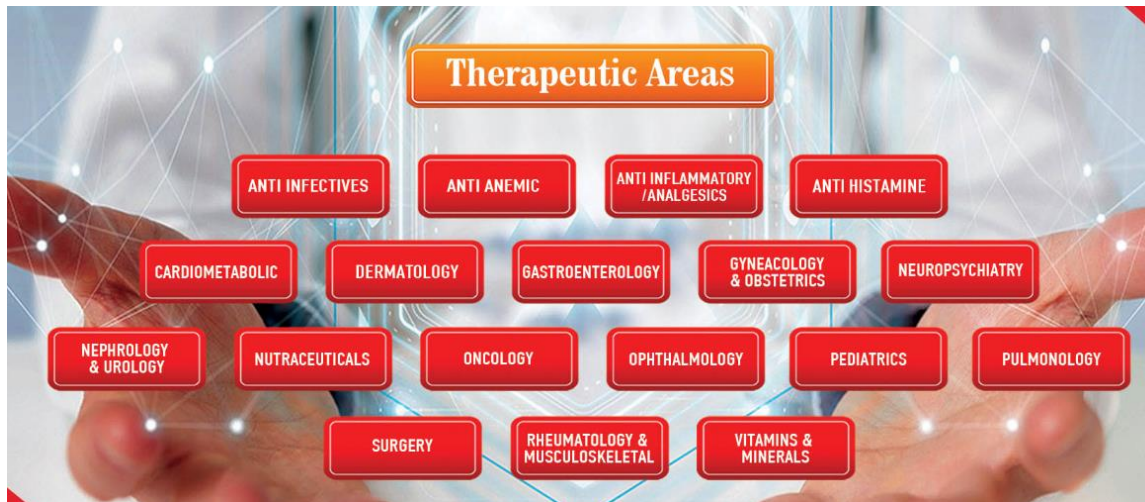 Therapeutic Areas
ANTI INFECTIVES
ANTI ANEMIC
ANTI INFLAMMATORY
/ANALGESICS
ANTI HISTAMINE
CARDIOMETABOLIC
DERMATOLOGY
GASTROENTEROLOGY
GYNEACOLOGY
& OBSTETRICS
NEUROPSYCHIATRY
NEPHROLOGY
& UROLOGY
NUTRACEUTICALS
ONCOLOGY
OPHTHALMOLOGY
PEDIATRICS
PULMONOLOGY
SURGERY
RHEUMATOLOGY &
MUSCULOSKELETAL
VITAMINS &
MINERALS